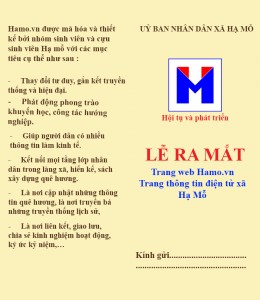 Hamo.vn được mã hóa và thiết
kế bởi nhóm sinh viên và cựu
sinh viên Hạ mỗ với các mục
tiêu cụ thể như sau :
- Thay đổi tư duy, gắn kết truyền
thống và hiện đại.
- Phát động phong trào
khuyến học, công tác hướng
nghiệp.
- Giúp người dân có nhiều
thông tin làm kinh tế.
- Kết nối mọi tầng lớp nhân
dân trong làng xã, hiến kế, sách
xây dựng quê hương.
- Là nơi cập nhật những thông
tin quê hương, là nơi truyền bá
những truyền thống lịch sử,
- Là nơi liên kết, giao lưu,
chia sẻ kinh nghiệm hoạt động,
ký ức kỷ niệm,…
UỶ BAN NHÂN DÂN XÃ HẠ MỖ
Hội tụ và phát triển
LỄ RA MẮT
Trang web Hamo.vn
Trang thông tin điện tử xã
Hạ Mỗ
Kính gửi.....................................
.....................................................